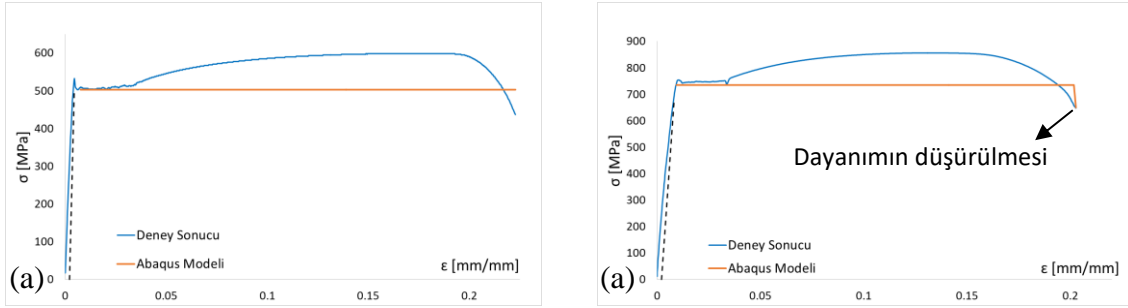 600
500
400
300
200
100
0
σ [MPa]
Deney Sonucu
Abaqus Modeli
ε [mm/mm]
(a)
0
0.05
0.1
0.15
0.2
900
800
700
600
500
400
300
200
100
0
σ [MPa]
Dayanımın düşürülmesi
Deney Sonucu
Abaqus Modeli
ε [mm/mm]
(a)
0
0.05
0.1
0.15
0.2